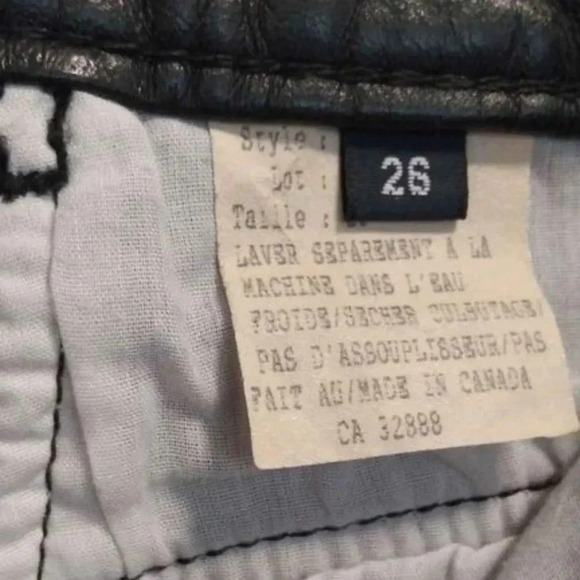 Style :
26
Lot :
Taille :
LAVER SEPAREMENT A LA
MACHINE DANS L'EAU
FROIDE/SECHER CULBUTAGE/
PAS D'ASSOUPLISSEUR/PAS
FAIT AU/MADE IN CANADA
CA 32888